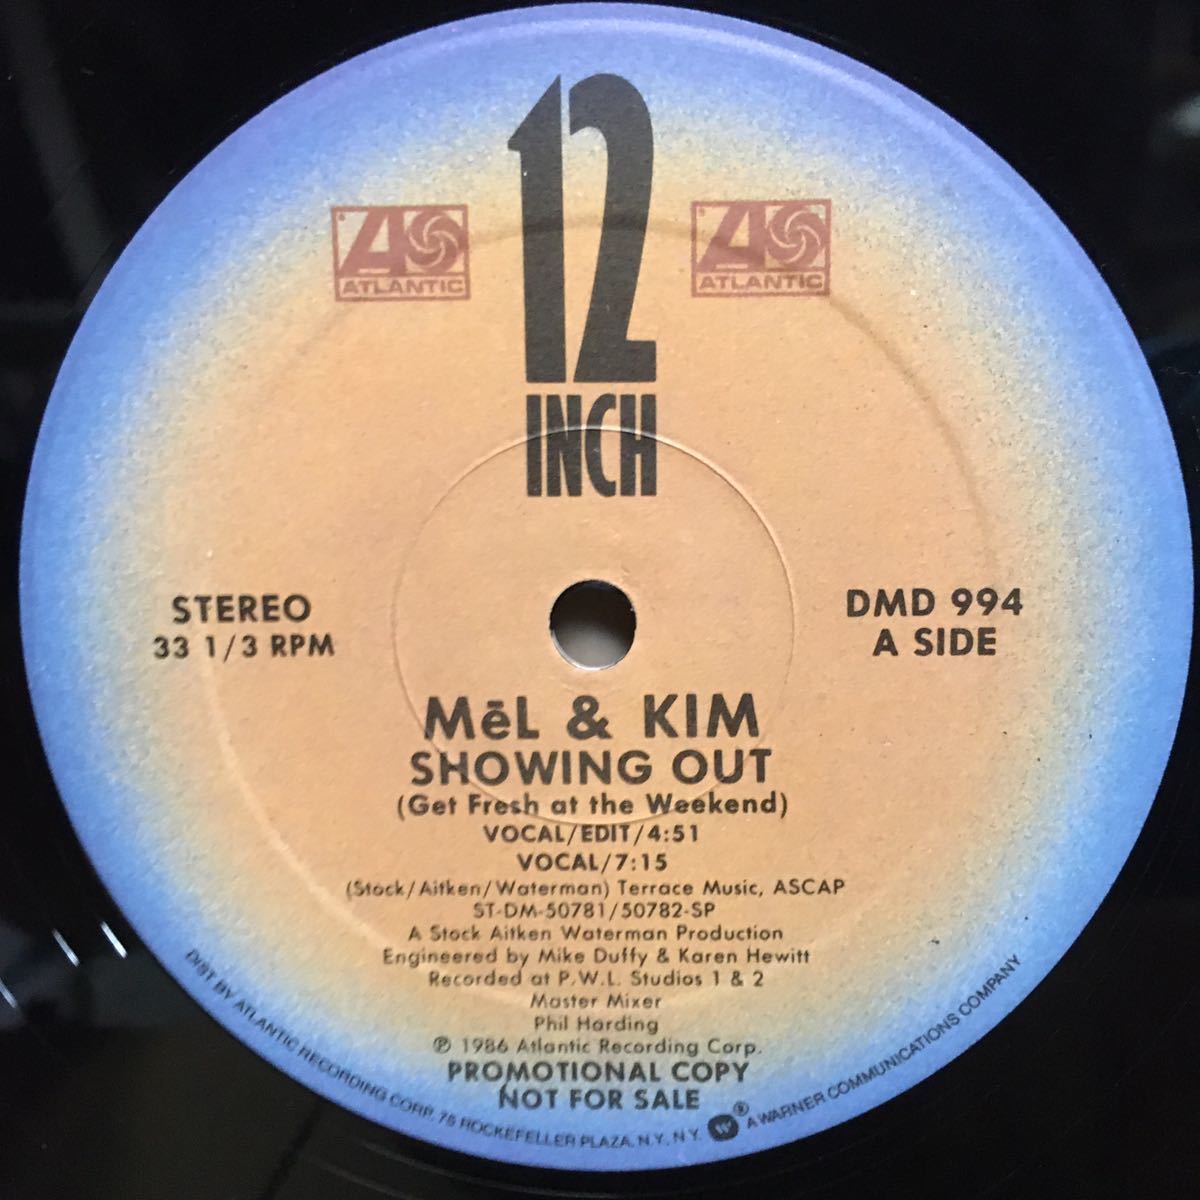 12
INCH
ATLANTIC
ATLANTIC
STEREO
33 1/3 RPM
DMD 994
A SIDE
MēL & KIM
SHOWING OUT
(Get Fresh at the Weekend)
VOCAL/EDIT/4:51
VOCAL/7:15
(Stock/Aitken/Waterman) Terrace Music, ASCAP
ST-DM-50781/50782-SP
A Stock Aitken Waterman Production
Engineered by Mike Duffy & Karen Hewitt
Recorded at P.W.L. Studios 1 & 2
Master Mixer
Phil Harding
℗ 1986 Atlantic Recording Corp.
PROMOTIONAL COPY
NOT FOR SALE
DIST BY ATLANTIC RECORDING CORP. 75 ROCKEFELLER PLAZA. N.Y. N.Y. W ® A WARNER COMMUNICATIONS COMPANY